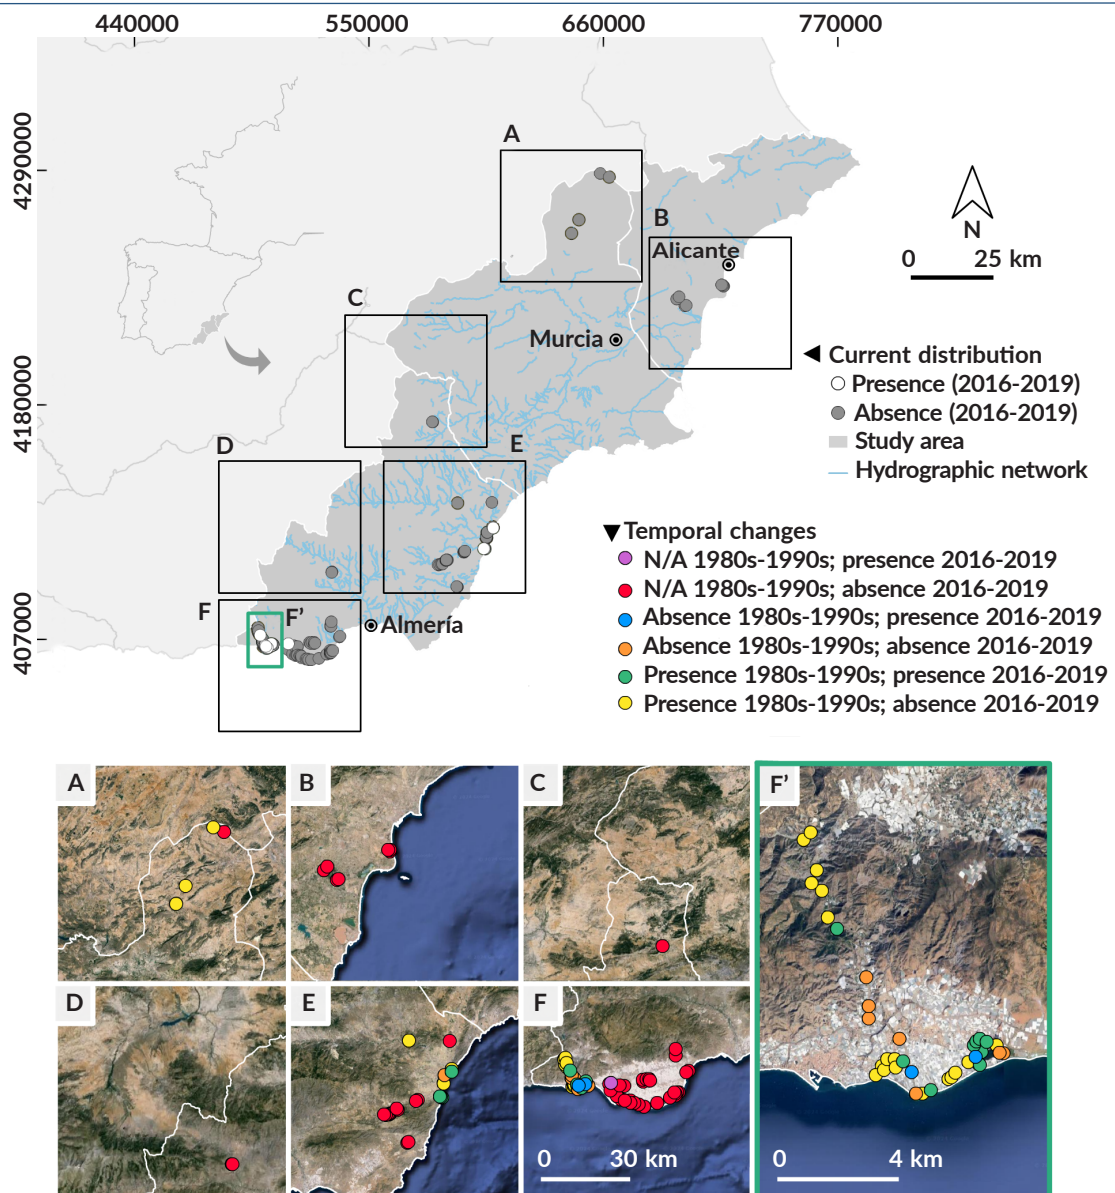 440000 550000 660000 770000
4290000
4180000
4070000
A
B
Alicante
N
0 25 km
C
Murcia
Current distribution
Presence (2016-2019)
Absence (2016-2019)
Study area
Hydrographic network
D
E
Temporal changes
N/A 1980s-1990s; presence 2016-2019
N/A 1980s-1990s; absence 2016-2019
Absence 1980s-1990s; presence 2016-2019
Absence 1980s-1990s; absence 2016-2019
Presence 1980s-1990s; presence 2016-2019
Presence 1980s-1990s; absence 2016-2019
F
F'
Almería
A
B
C
F'
D
E
F
0 30 km
0 4 km